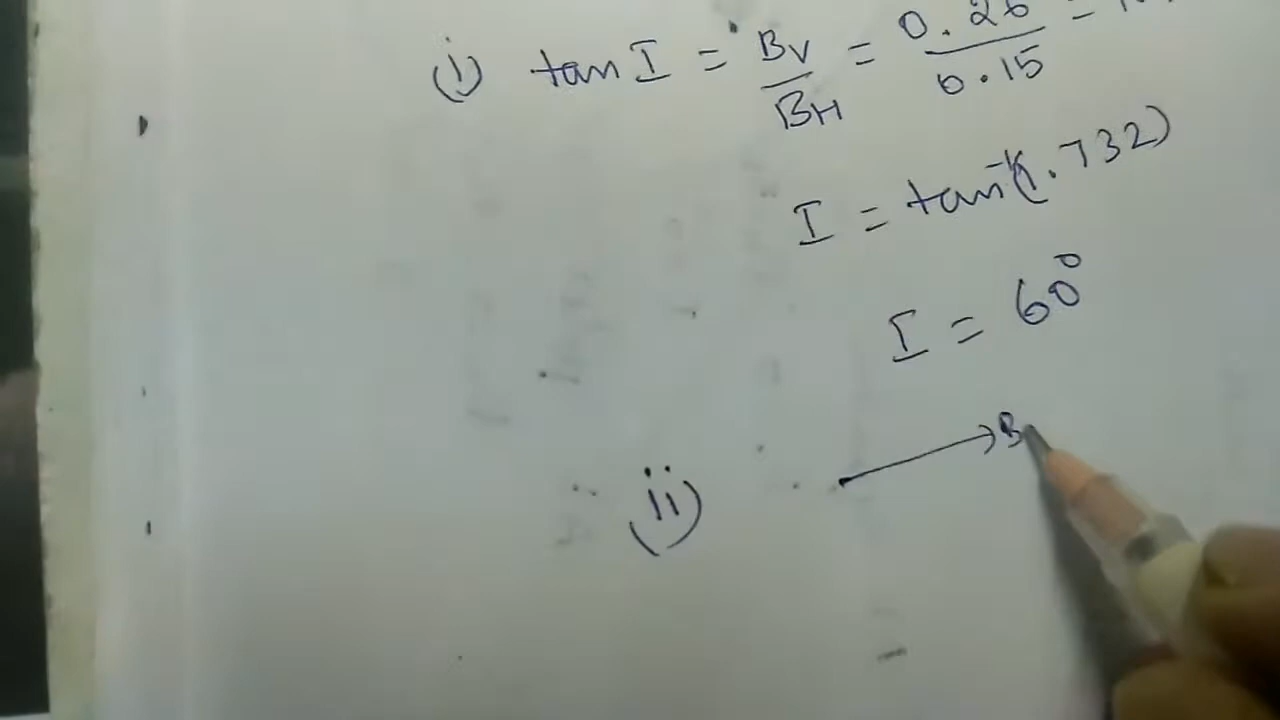 (i) tan I = BV/BH = 0.26/0.15 =
I = tan⁻¹(1.732)
I = 60°
(ii) B